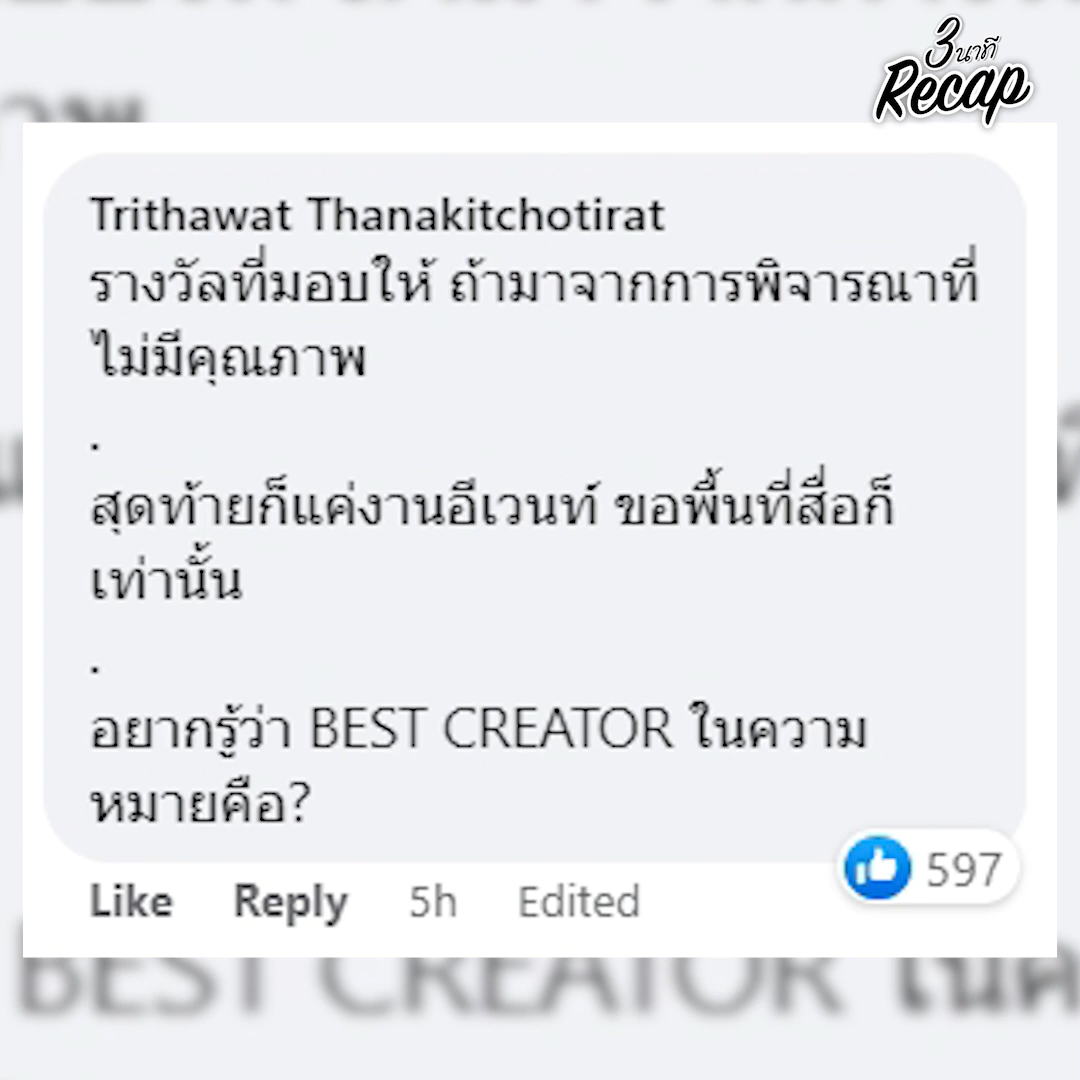 3 นาที
Recap
Trithawat Thanakitchotirat
รางวัลที่มอบให้ ถ้ามาจากการพิจารณาที่
ไม่มีคุณภาพ
.
สุดท้ายก็แค่งานอีเวนท์ ขอพื้นที่สื่อก็
เท่านั้น
.
อยากรู้ว่า BEST CREATOR ในความ
หมายคือ?
597
Like Reply 5h Edited
BEST CREATOR ในค